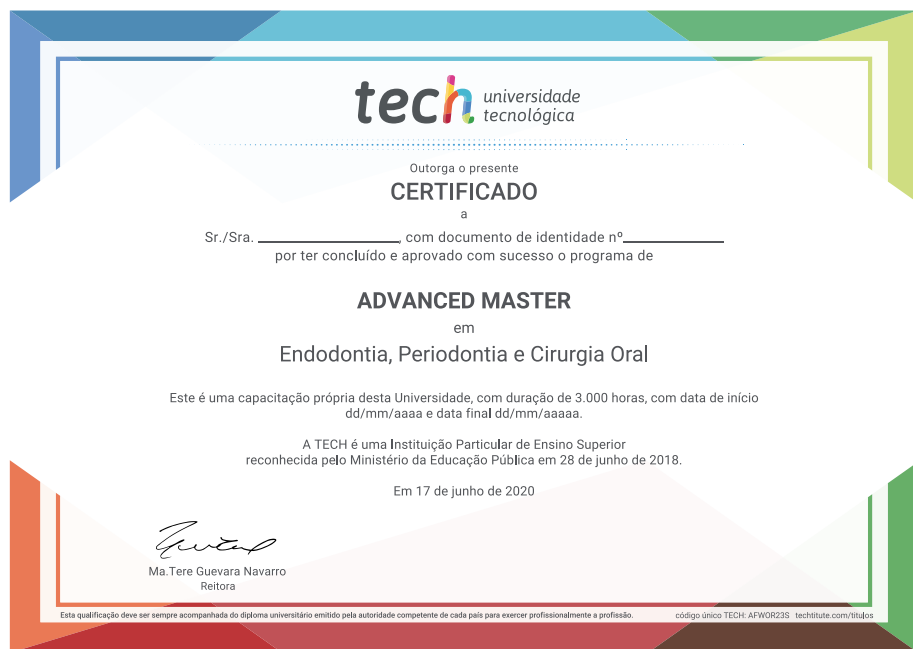 tech universidade
tecnológica
Outorga o presente
CERTIFICADO
a
Sr./Sra. ____________________, com documento de identidade nº______________
por ter concluído e aprovado com sucesso o programa de
ADVANCED MASTER
em
Endodontia, Periodontia e Cirurgia Oral
Este é uma capacitação própria desta Universidade, com duração de 3.000 horas, com data de início
dd/mm/aaaa e data final dd/mm/aaaaa.
A TECH é uma Instituição Particular de Ensino Superior
reconhecida pelo Ministério da Educação Pública em 28 de junho de 2018.
Em 17 de junho de 2020
Ma.Tere Guevara Navarro
Reitora
Esta qualificação deve ser sempre acompanhada do diploma universitário emitido pela autoridade competente de cada país para exercer profissionalmente a profissão. código único TECH: AFWOR23S techtitute.com/titulos